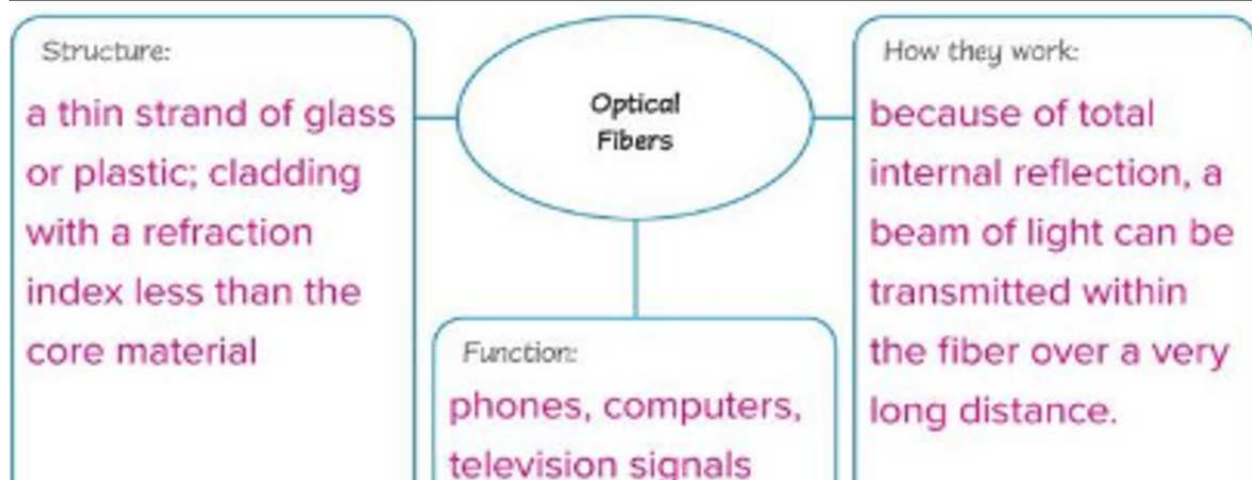 Structure:
a thin strand of glass
or plastic; cladding
with a refraction
index less than the
core material
Optical
Fibers
Function:
phones, computers,
television signals
How they work:
because of total
internal reflection, a
beam of light can be
transmitted within
the fiber over a very
long distance.